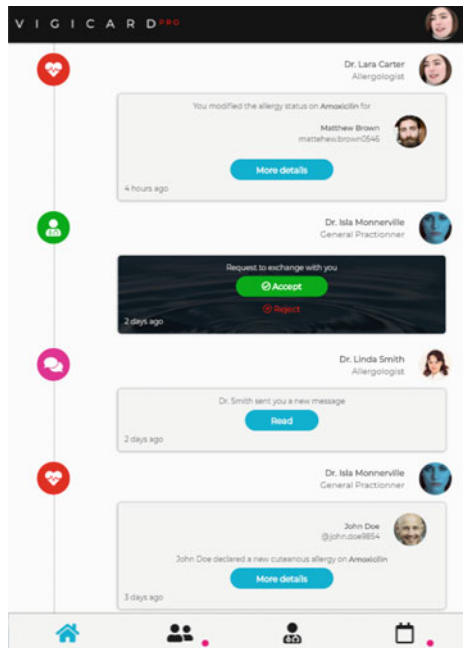 VIGICARD PRO
Dr. Lara Carter
Allergologist
You modified the allergy status on Amoxicilin for
Matthew Brown
mattehew.brown0546
More details
4 hours ago
Dr. Isla Monnerville
General Practionner
Request to exchange with you
Accept
Reject
2 days ago
Dr. Linda Smith
Allergologist
Dr. Smith sent you a new message
Read
2 days ago
Dr. Isla Monnerville
General Practionner
John Doe
@john.doe9854
John Doe declared a new cuteanous allergy on Amoxicilin
More details
3 days ago